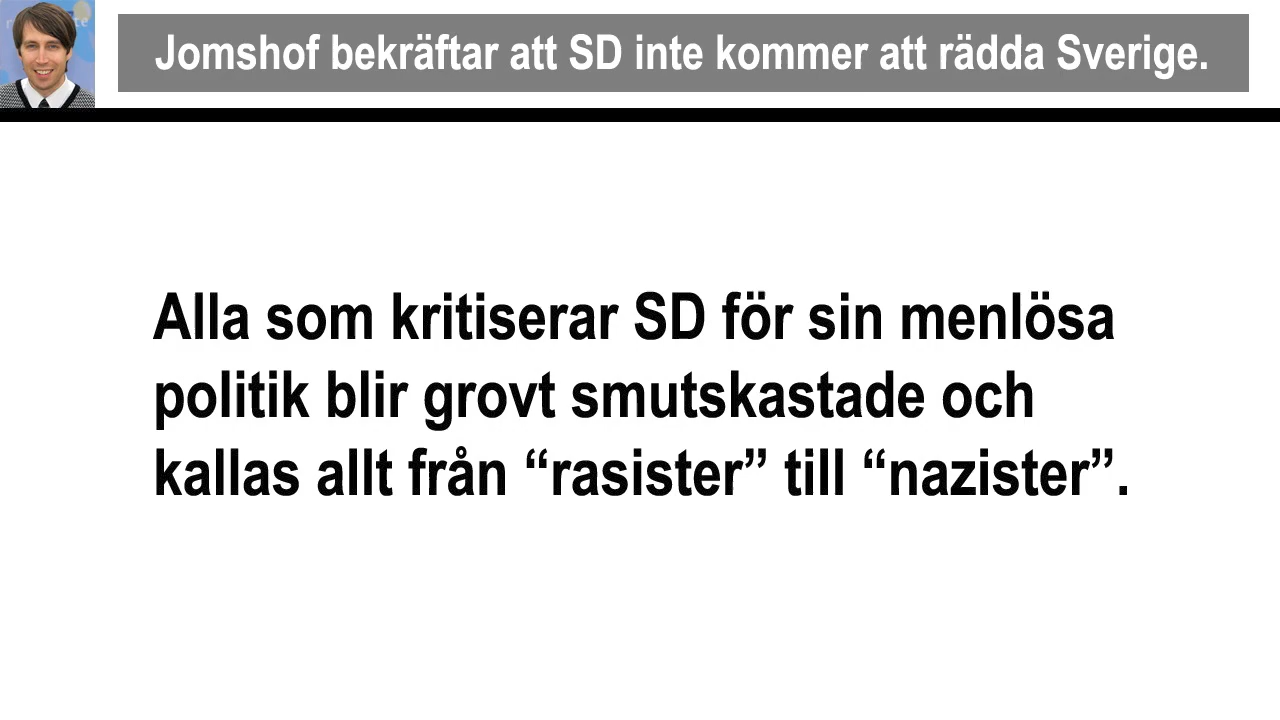 Jomshof bekräftar att SD inte kommer att rädda Sverige.
Alla som kritiserar SD för sin menlösa
politik blir grovt smutskastade och
kallas allt från “rasister” till “nazister”.